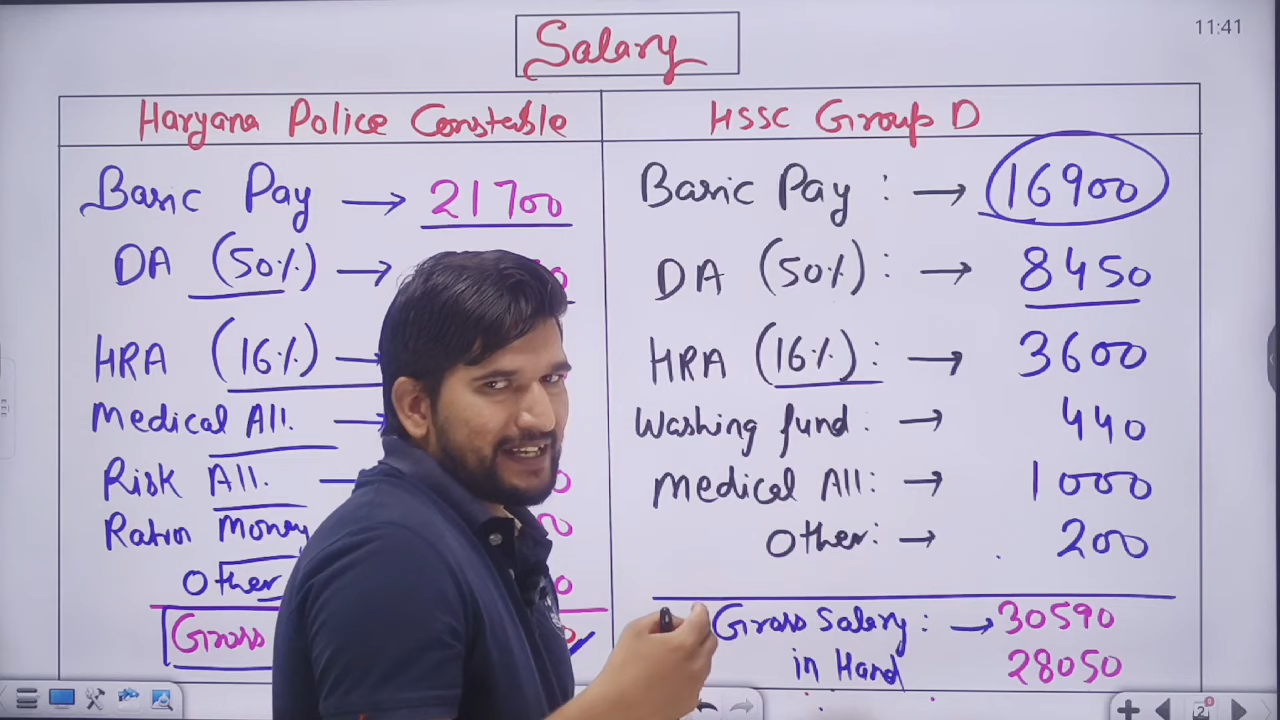 11:41
Salary
Haryana Police Constable
Basic Pay → 21700
DA (50%) →
HRA (16%) →
Medical All. →
Risk All.
Ration Money
Other
Gross
HSSC Group D
Basic Pay : → 16900
DA (50%) : → 8450
HRA (16%) : → 3600
Washing fund : → 440
Medical All : → 1000
Other : → 200
Gross Salary : → 30590
in Hand 28050
2